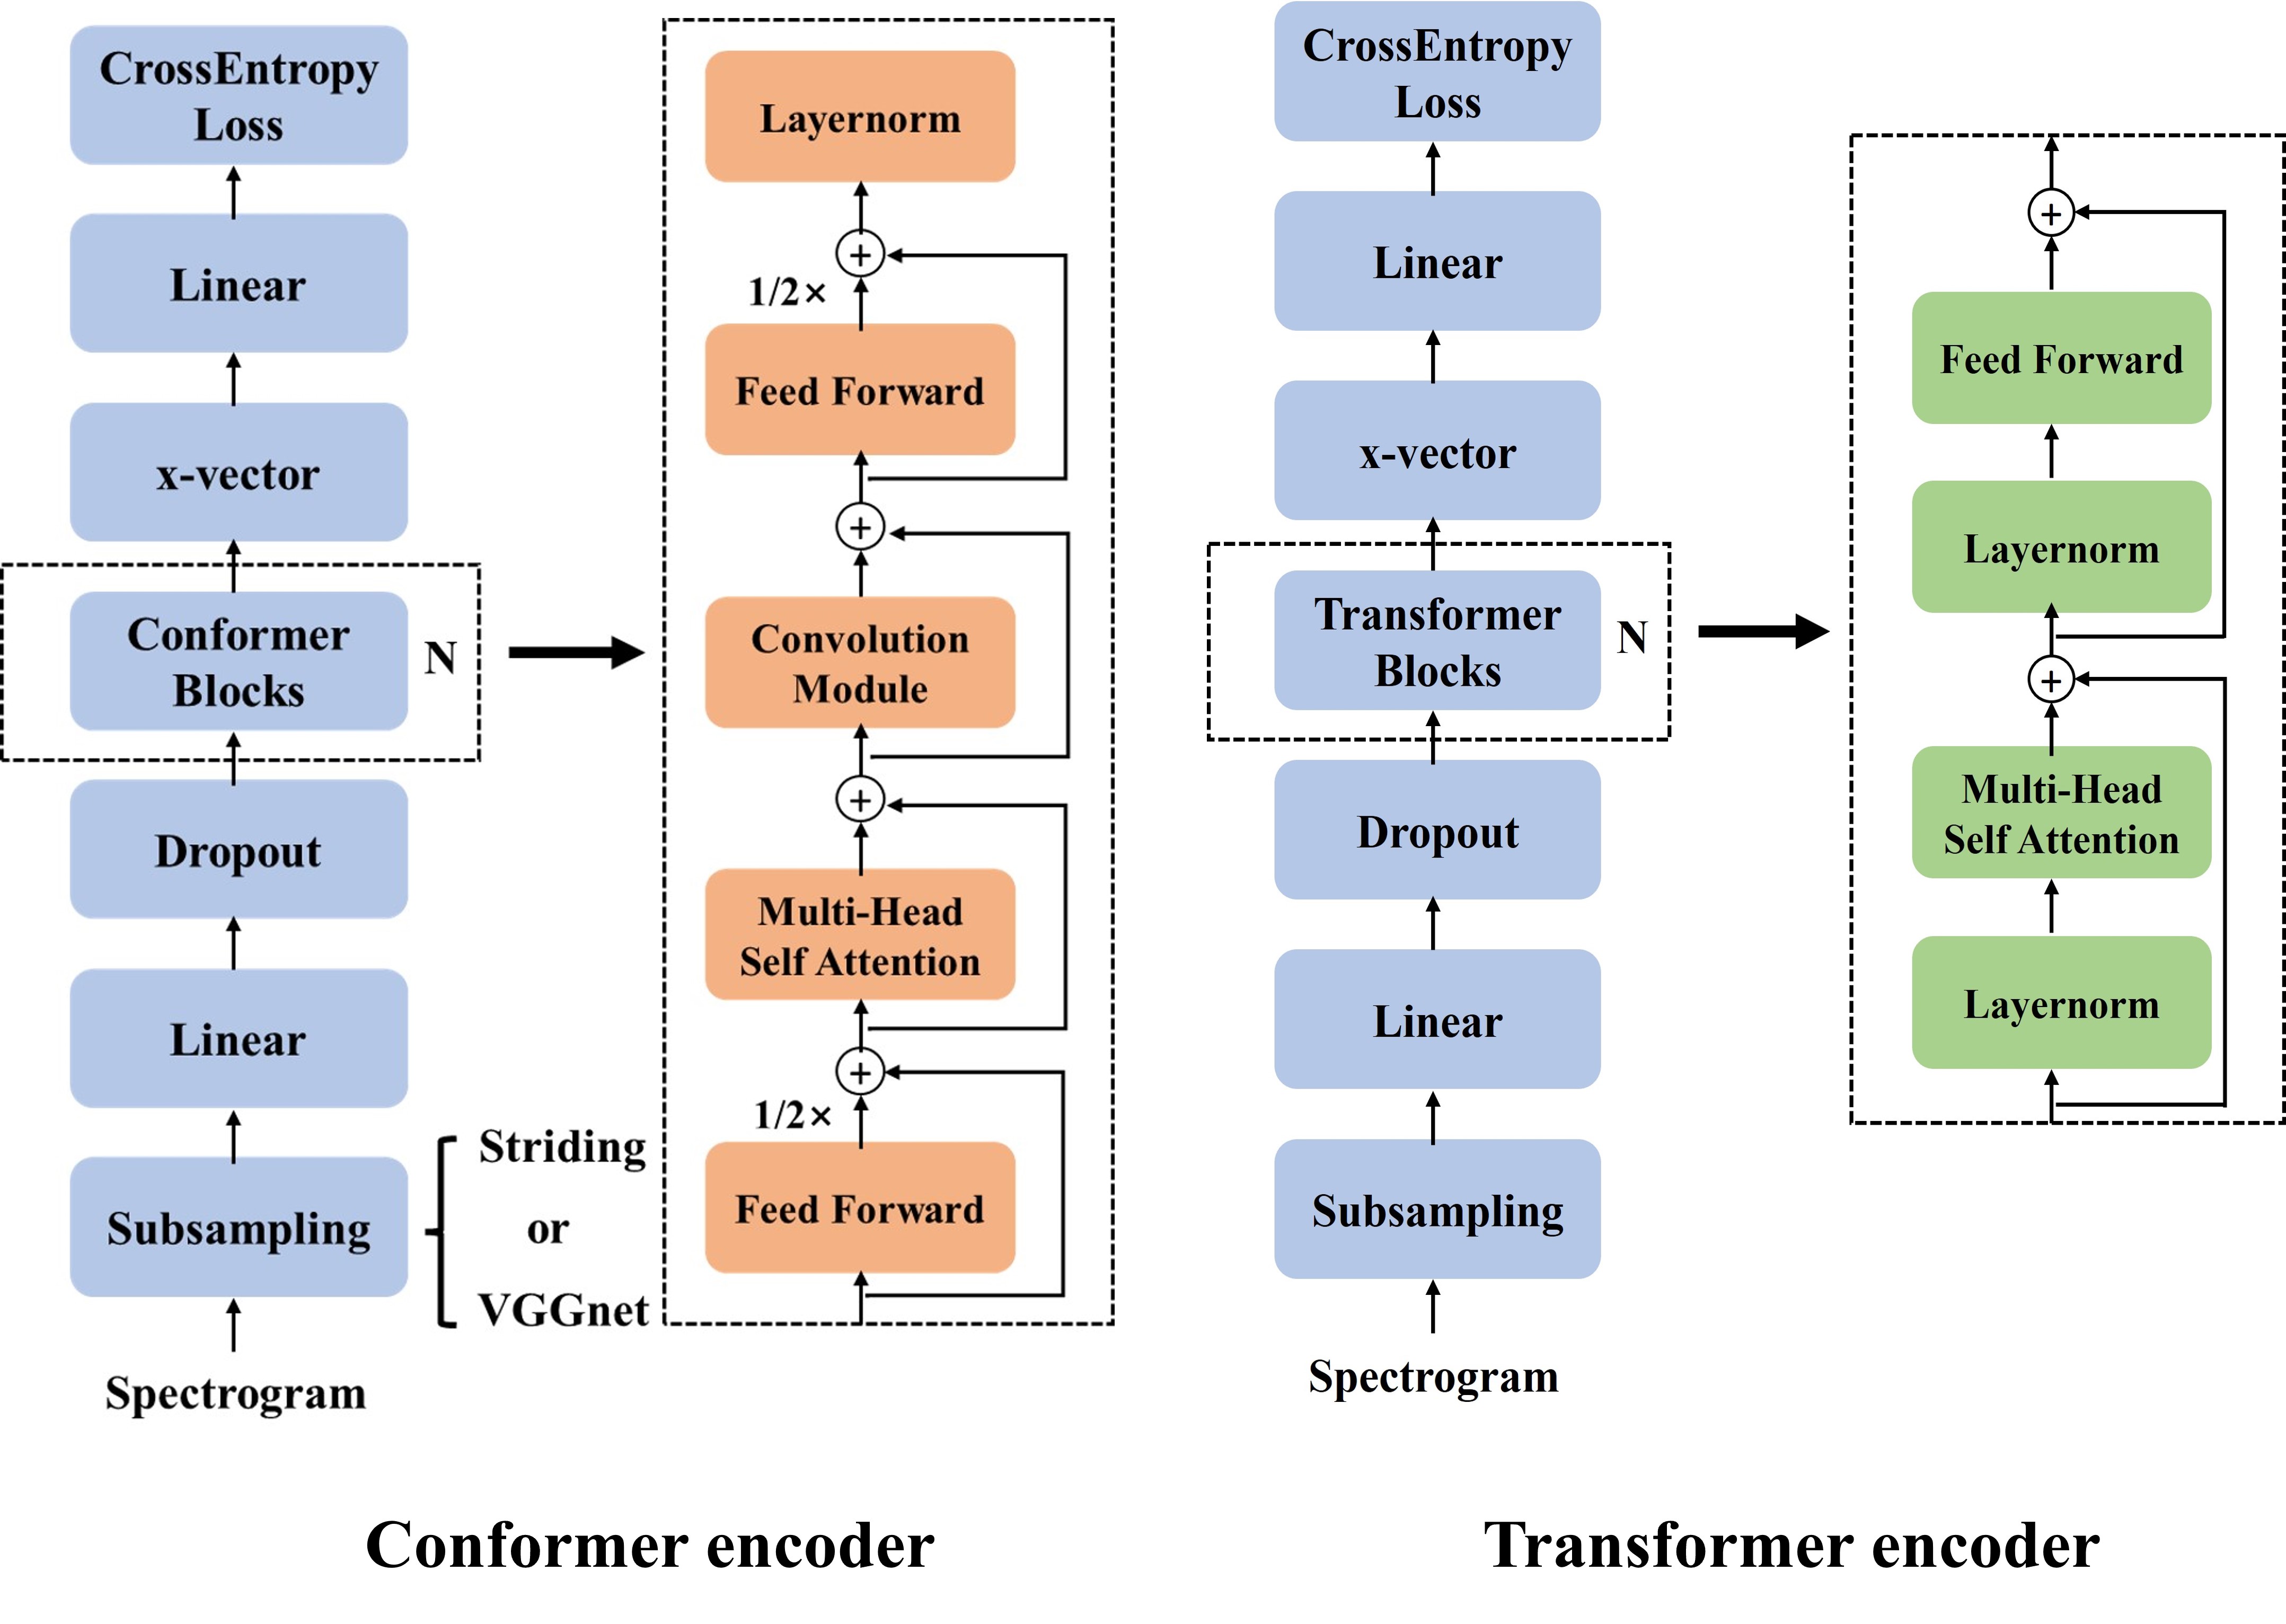 CrossEntropy
Loss
Linear
x-vector
Conformer
Blocks
N
Dropout
Linear
Subsampling
Striding
or
VGGnet
Spectrogram
Layernorm
+
1/2×
Feed Forward
+
Convolution
Module
+
Multi-Head
Self Attention
+
1/2×
Feed Forward
Conformer encoder
CrossEntropy
Loss
Linear
x-vector
Transformer
Blocks
N
Dropout
Linear
Subsampling
Spectrogram
+
Feed Forward
Layernorm
+
Multi-Head
Self Attention
Layernorm
Transformer encoder